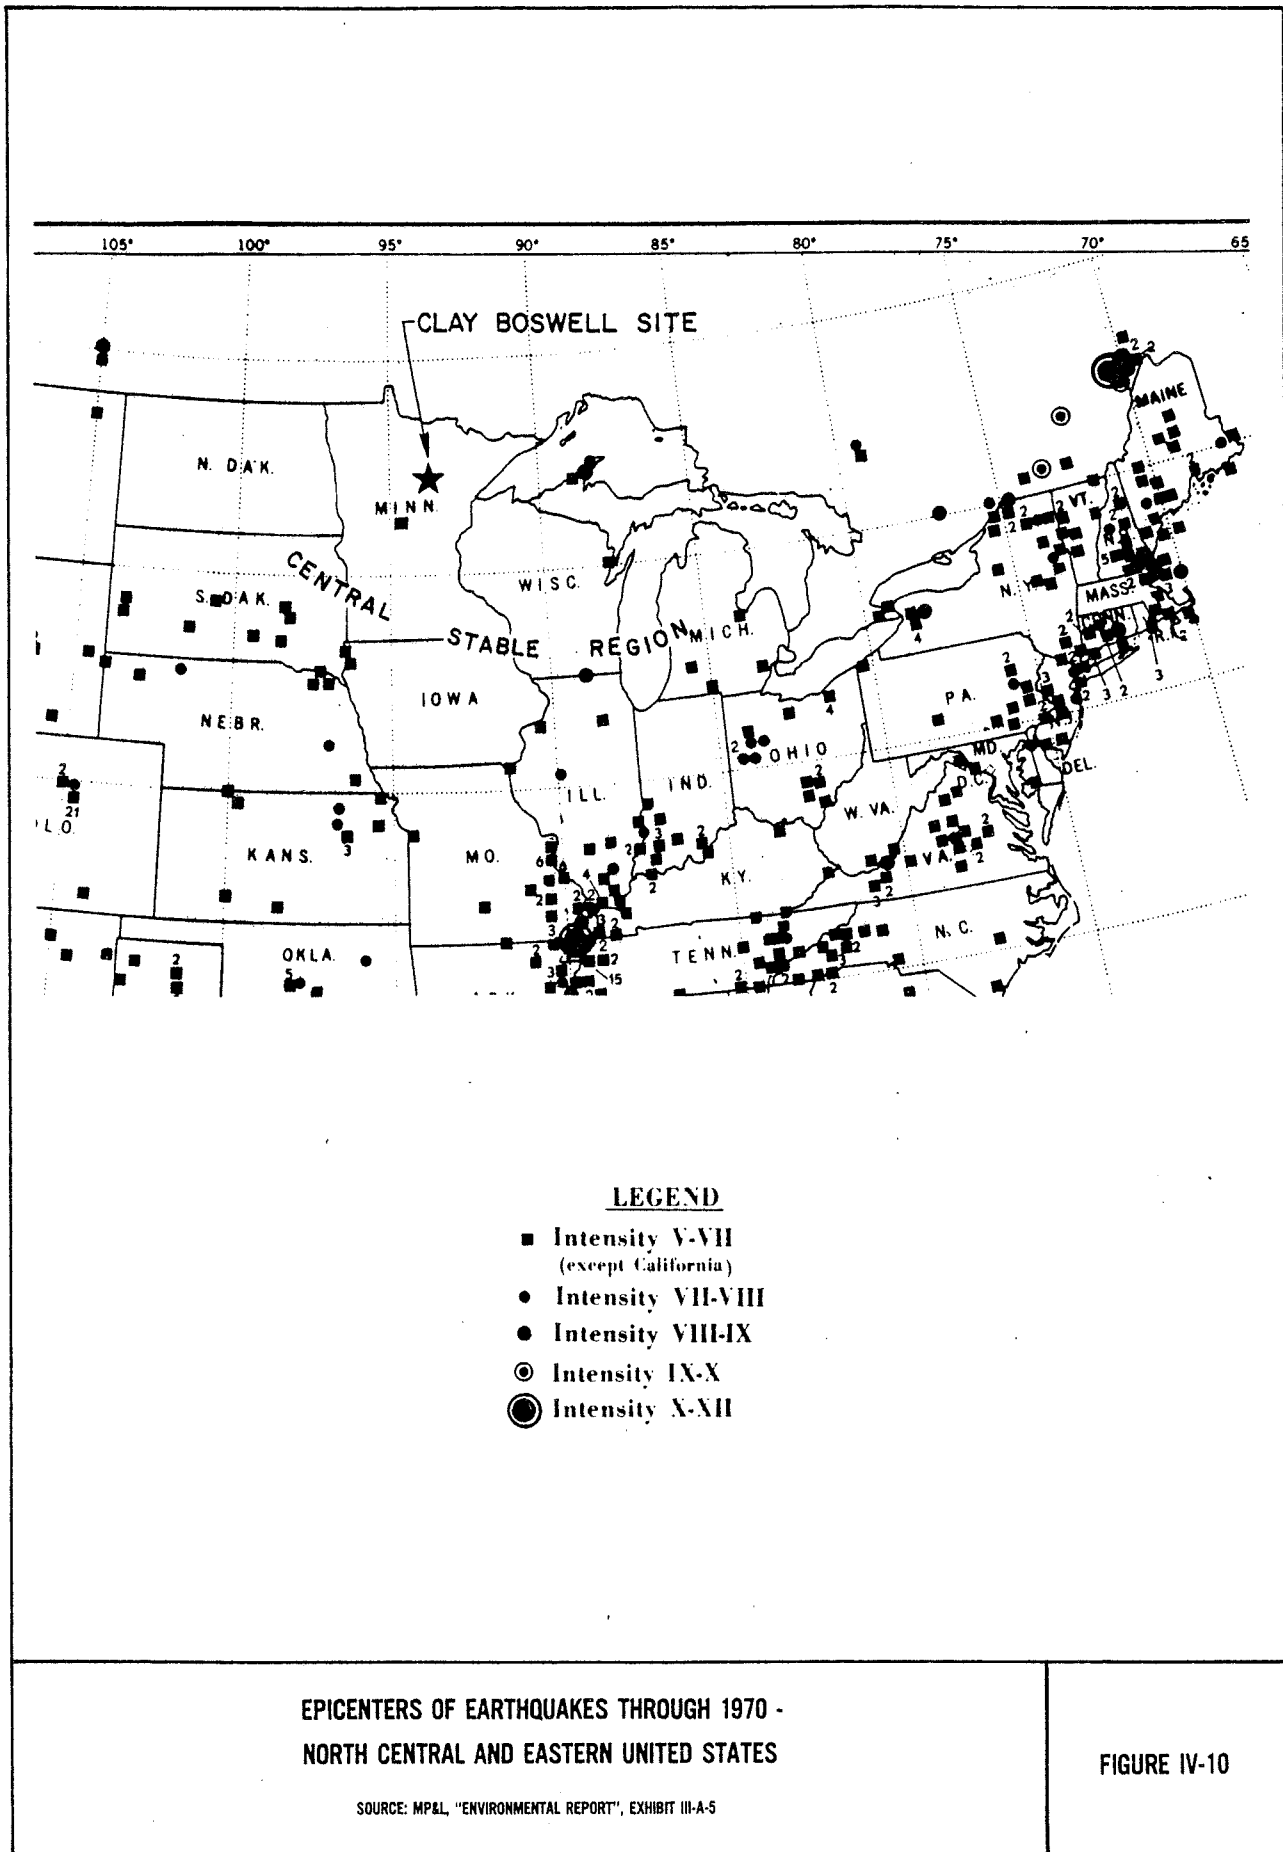 105° 100° 95° 90° 85° 80° 75° 70° 65
CLAY BOSWELL SITE
MAINE
N. DAK.
MINN.
VT.
CENTRAL STABLE REGION
WISC.
S. DAK.
MICH.
N.Y.
MASS.
CONN.
R.I.
IOWA
NEBR.
PA.
OHIO
MD.
DEL.
D.C.
ILL.
IND.
W. VA.
VA.
KANS.
MO.
KY.
OKLA.
TENN.
N. C.
LEGEND
Intensity V-VII
(except California)
Intensity VII-VIII
Intensity VIII-IX
Intensity IX-X
Intensity X-XII
EPICENTERS OF EARTHQUAKES THROUGH 1970 -
NORTH CENTRAL AND EASTERN UNITED STATES
SOURCE: MP&L, "ENVIRONMENTAL REPORT", EXHIBIT III-A-5
FIGURE IV-10